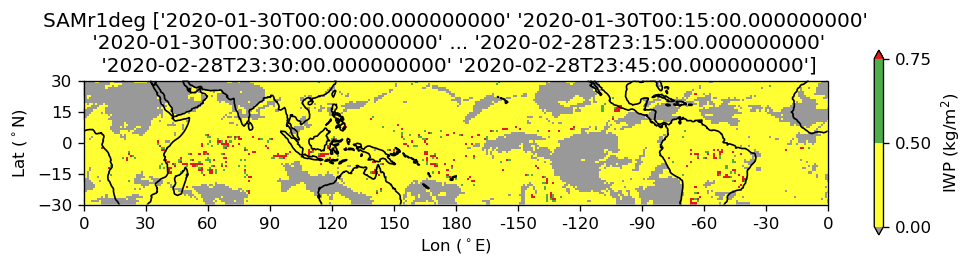 SAMr1deg ['2020-01-30T00:00:00.000000000' '2020-01-30T00:15:00.000000000'
'2020-01-30T00:30:00.000000000' ... '2020-02-28T23:15:00.000000000'
'2020-02-28T23:30:00.000000000' '2020-02-28T23:45:00.000000000']
30
15
0
−15
−30
Lat (°N)
0 30 60 90 120 150 180 -150 -120 -90 -60 -30 0
Lon (°E)
0.75
0.50
0.00
IWP (kg/m²)